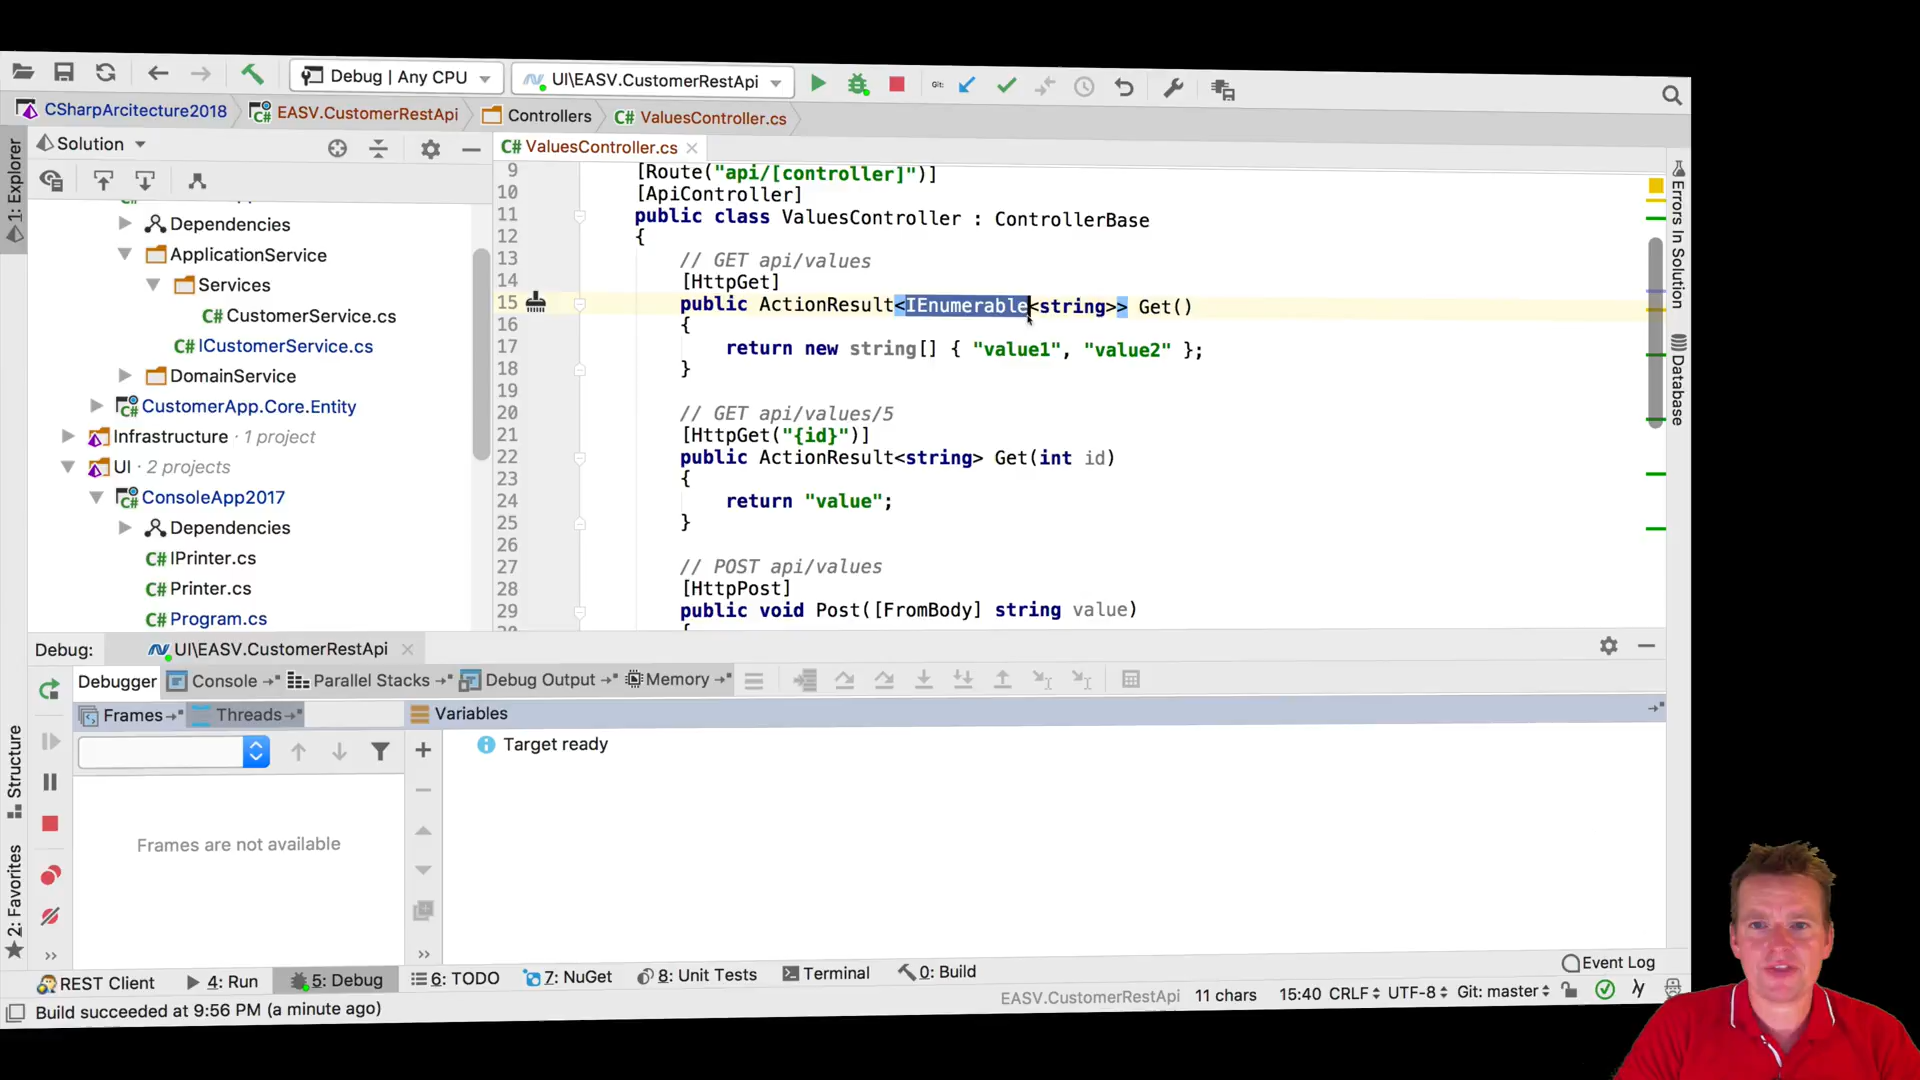 Debug | Any CPU
UI\EASV.CustomerRestApi
Git:
CSharpArcitecture2018
EASV.CustomerRestApi
Controllers
C# ValuesController.cs
1: Explorer
Solution
C# ValuesController.cs
Dependencies
ApplicationService
Services
C# CustomerService.cs
C# ICustomerService.cs
DomainService
C# CustomerApp.Core.Entity
Infrastructure · 1 project
UI · 2 projects
C# ConsoleApp2017
Dependencies
C# IPrinter.cs
C# Printer.cs
C# Program.cs
9 [Route("api/[controller]")]
10 [ApiController]
11 public class ValuesController : ControllerBase
12 {
13 // GET api/values
14 [HttpGet]
15 public ActionResult<IEnumerable<string>> Get()
16 {
17 return new string[] { "value1", "value2" };
18 }
19
20 // GET api/values/5
21 [HttpGet("{id}")]
22 public ActionResult<string> Get(int id)
23 {
24 return "value";
25 }
26
27 // POST api/values
28 [HttpPost]
29 public void Post([FromBody] string value)
{
Errors In Solution
Database
Debug:
UI\EASV.CustomerRestApi
Debugger
Console
Parallel Stacks
Debug Output
Memory
Frames
Threads
Variables
Target ready
Frames are not available
Structure
2: Favorites
REST Client
4: Run
5: Debug
6: TODO
7: NuGet
8: Unit Tests
Terminal
0: Build
Event Log
Build succeeded at 9:56 PM (a minute ago)
EASV.CustomerRestApi
11 chars
15:40
CRLF
UTF-8
Git: master